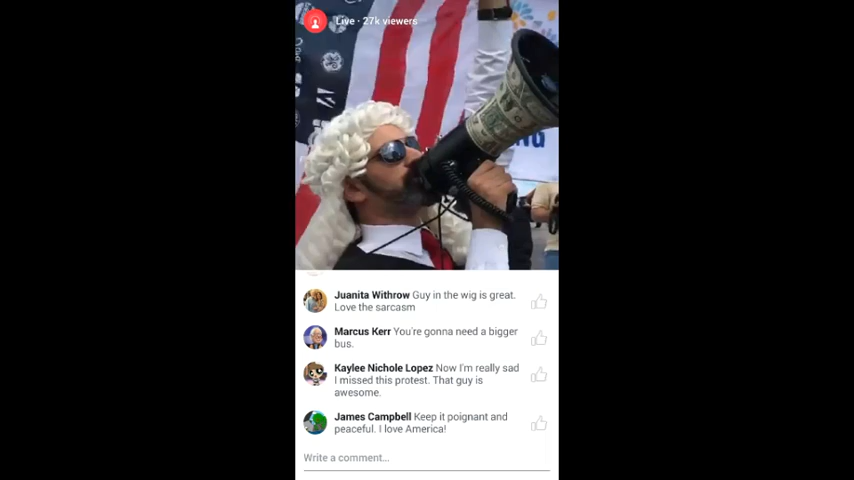 Live · 27k viewers
Juanita Withrow Guy in the wig is great.
Love the sarcasm
Marcus Kerr You're gonna need a bigger
bus.
Kaylee Nichole Lopez Now I'm really sad
I missed this protest. That guy is
awesome.
James Campbell Keep it poignant and
peaceful. I love America!
Write a comment...